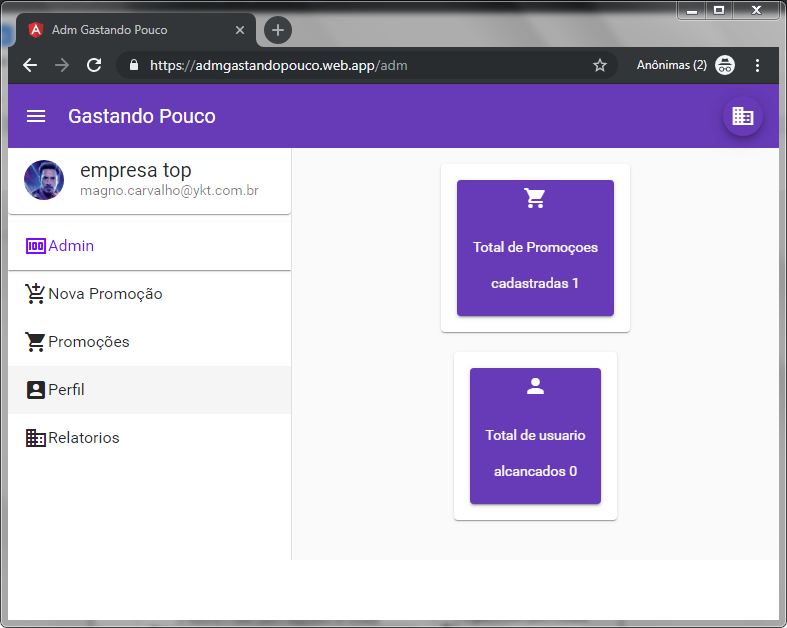 Adm Gastando Pouco
https://admgastandopouco.web.app/adm
Anônimas (2)
Gastando Pouco
empresa top
magno.carvalho@ykt.com.br
Admin
Nova Promoção
Promoções
Perfil
Relatorios
Total de Promoçoes
cadastradas 1
Total de usuario
alcancados 0